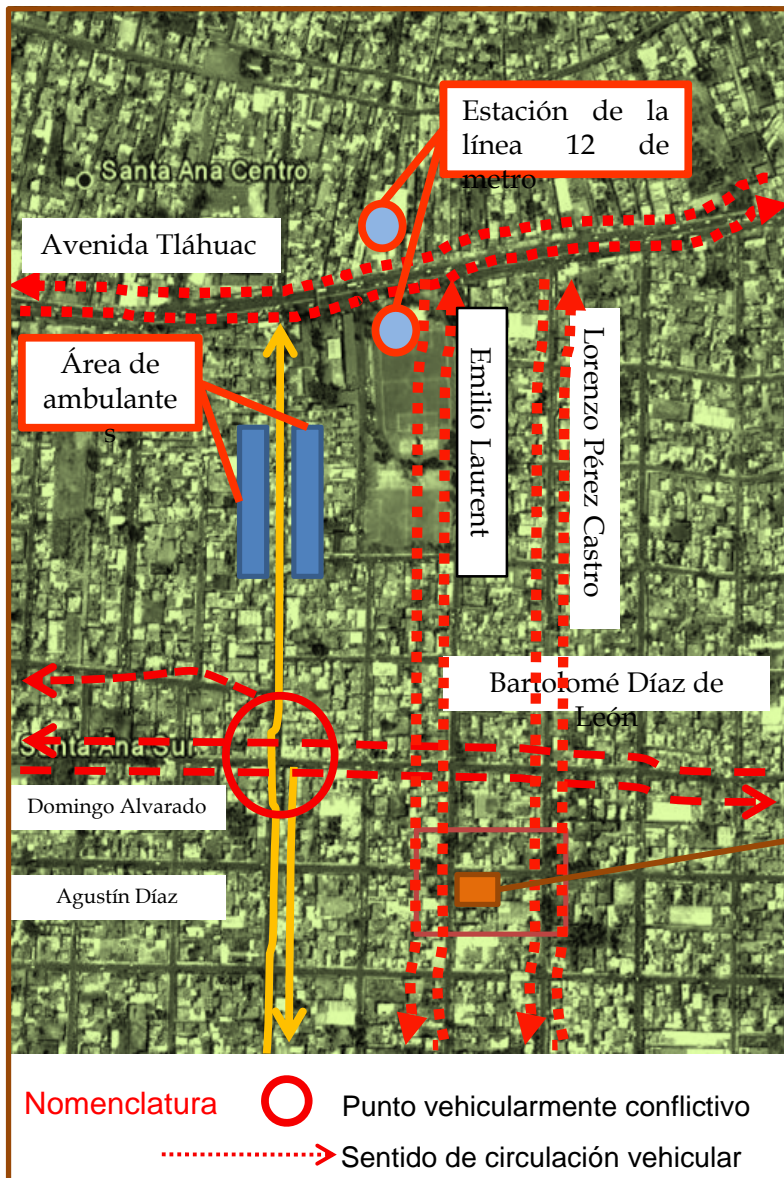 Estación de la
línea 12 de
metro
Santa Ana Centro
Avenida Tláhuac
Área de
ambulante
s
Emilio Laurent
Lorenzo Pérez Castro
Bartolomé Díaz de
León
Santa Ana Sur
Domingo Alvarado
Agustín Díaz
Nomenclatura
Punto vehicularmente conflictivo
Sentido de circulación vehicular